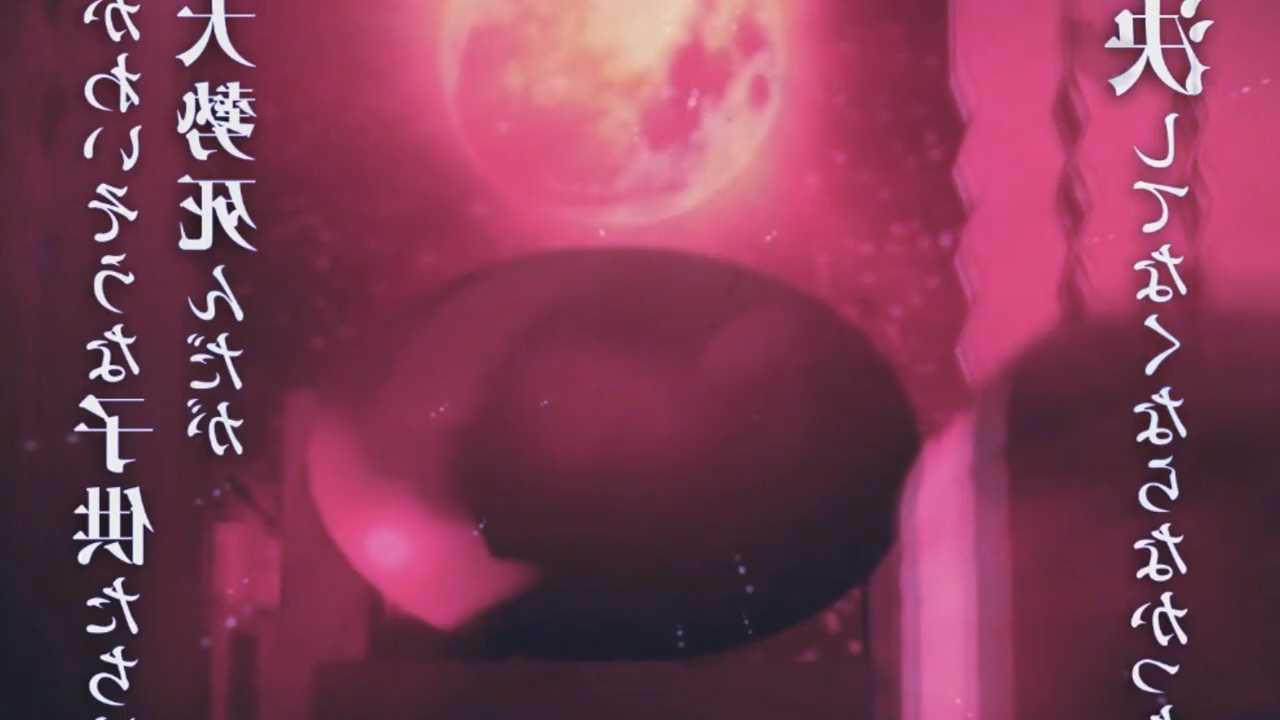 かわいそうな子供たち
大勢死んだが
決してなくならなかっ